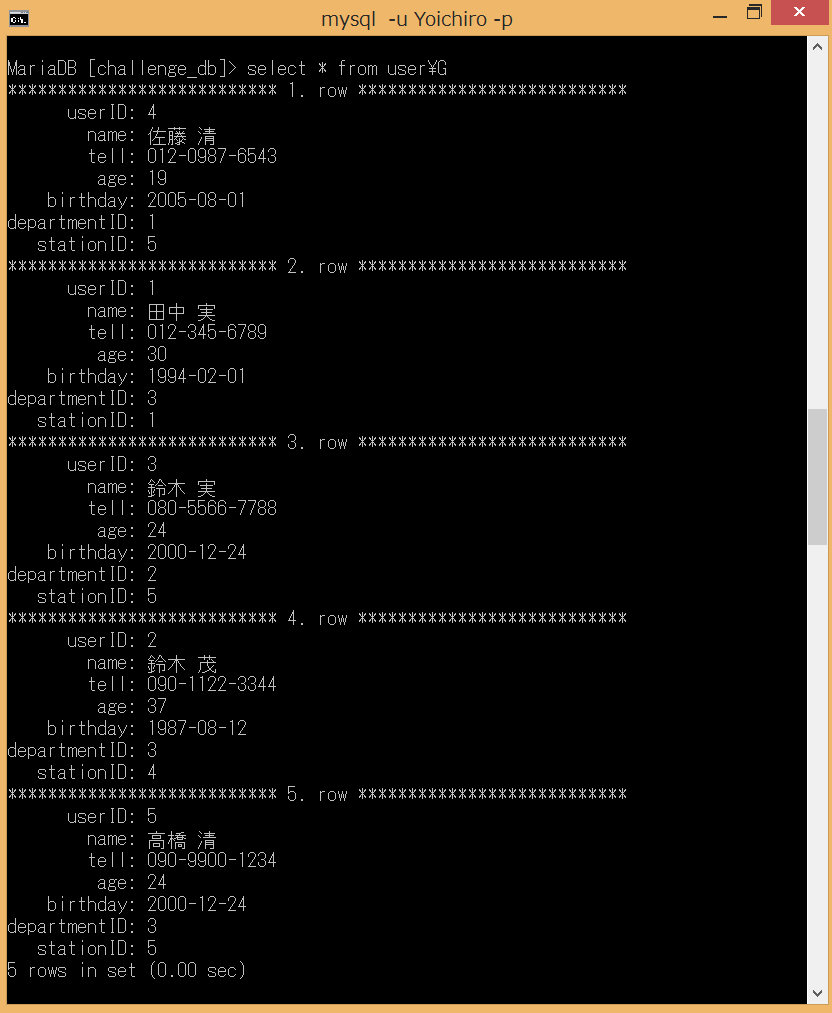 mysql  -u Yoichiro -p
MariaDB [challenge_db]> select * from user¥G
*************************** 1. row ***************************
      userID: 4
        name: 佐藤 清
        tell: 012-0987-6543
         age: 19
    birthday: 2005-08-01
departmentID: 1
   stationID: 5
*************************** 2. row ***************************
      userID: 1
        name: 田中 実
        tell: 012-345-6789
         age: 30
    birthday: 1994-02-01
departmentID: 3
   stationID: 1
*************************** 3. row ***************************
      userID: 3
        name: 鈴木 実
        tell: 080-5566-7788
         age: 24
    birthday: 2000-12-24
departmentID: 2
   stationID: 5
*************************** 4. row ***************************
      userID: 2
        name: 鈴木 茂
        tell: 090-1122-3344
         age: 37
    birthday: 1987-08-12
departmentID: 3
   stationID: 4
*************************** 5. row ***************************
      userID: 5
        name: 高橋 清
        tell: 090-9900-1234
         age: 24
    birthday: 2000-12-24
departmentID: 3
   stationID: 5
5 rows in set (0.00 sec)